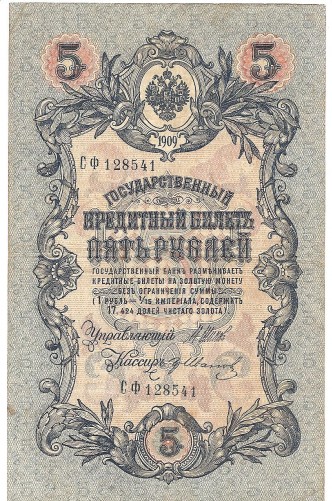 5 5
1909
СФ 128541
ГОСУДАРСТВЕННЫЙ
КРЕДИТНЫЙ БИЛЕТЪ
ПЯТЬ РУБЛЕЙ
ГОСУДАРСТВЕННЫЙ БАНКЪ РАЗМѢНИВАЕТЪ
КРЕДИТНЫЕ БИЛЕТЫ НА ЗОЛОТУЮ МОНЕТУ
БЕЗЪ ОГРАНИЧЕНІЯ СУММЫ
(1 РУБЛЬ = 1/15 ИМПЕРІАЛА, СОДЕРЖИТЪ
17,424 ДОЛЕЙ ЧИСТАГО ЗОЛОТА)
Управляющій
Кассиръ
СФ 128541
5